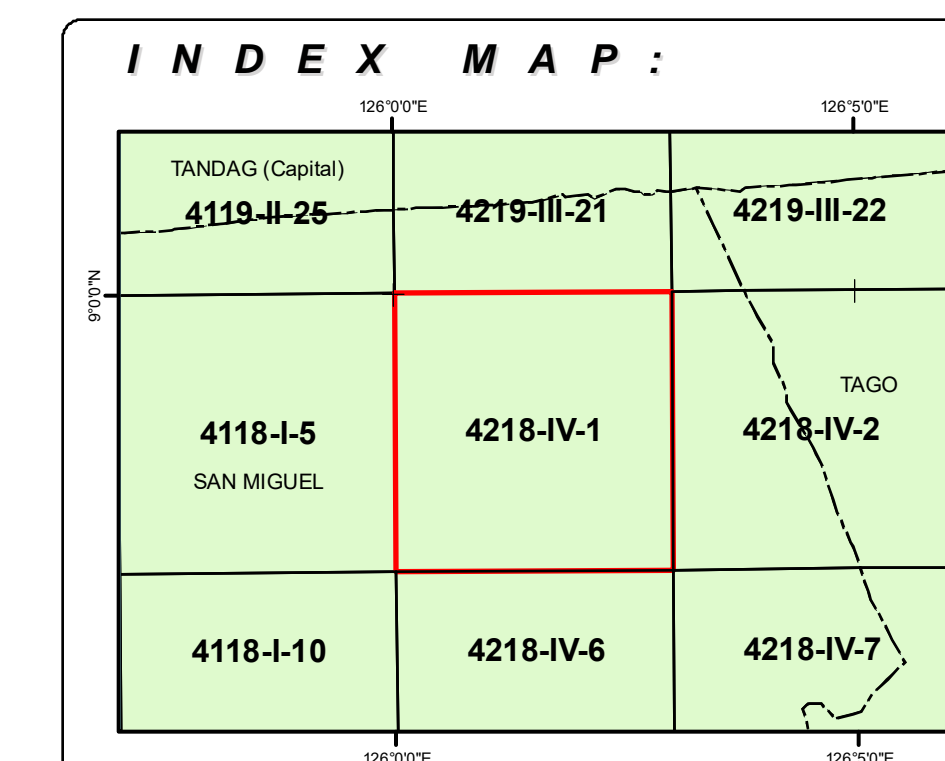 INDEX MAP:
126°0'0"E 126°5'0"E
TANDAG (Capital)
4119-II-25 4219-III-21 4219-III-22
9°0'0"N
TAGO
4118-I-5 4218-IV-1 4218-IV-2
SAN MIGUEL
4118-I-10 4218-IV-6 4218-IV-7
126°0'0"E 126°5'0"E